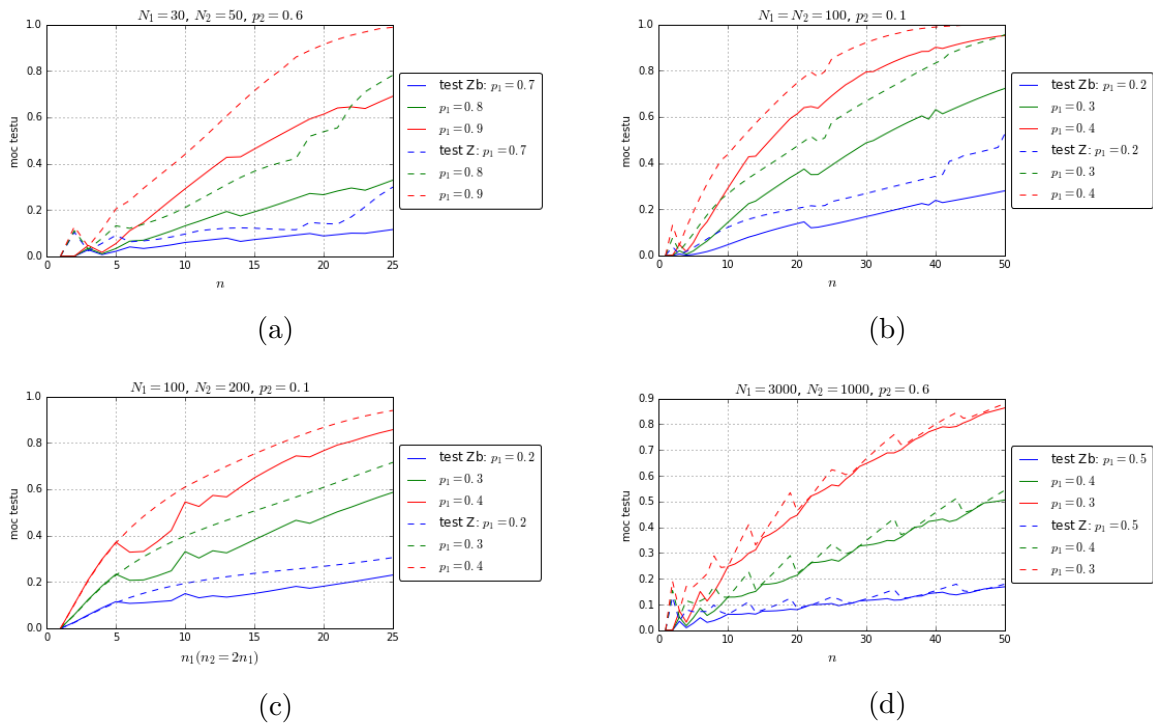 N₁ = 30, N₂ = 50, p₂ = 0.6
1.0
0.8
0.6
0.4
0.2
0.0
moc testu
0 5 10 15 20 25
n
test Zb: p₁ = 0.7
p₁ = 0.8
p₁ = 0.9
test Z: p₁ = 0.7
p₁ = 0.8
p₁ = 0.9
(a)
N₁ = N₂ = 100, p₂ = 0.1
1.0
0.8
0.6
0.4
0.2
0.0
moc testu
0 10 20 30 40 50
n
test Zb: p₁ = 0.2
p₁ = 0.3
p₁ = 0.4
test Z: p₁ = 0.2
p₁ = 0.3
p₁ = 0.4
(b)
N₁ = 100, N₂ = 200, p₂ = 0.1
1.0
0.8
0.6
0.4
0.2
0.0
moc testu
0 5 10 15 20 25
n₁(n₂ = 2n₁)
test Zb: p₁ = 0.2
p₁ = 0.3
p₁ = 0.4
test Z: p₁ = 0.2
p₁ = 0.3
p₁ = 0.4
(c)
N₁ = 3000, N₂ = 1000, p₂ = 0.6
0.9
0.8
0.7
0.6
0.5
0.4
0.3
0.2
0.1
0.0
moc testu
0 10 20 30 40 50
n
test Zb: p₁ = 0.5
p₁ = 0.4
p₁ = 0.3
test Z: p₁ = 0.5
p₁ = 0.4
p₁ = 0.3
(d)